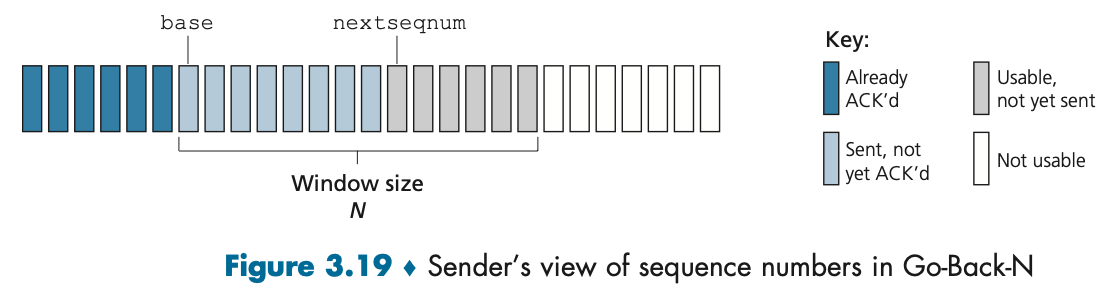 base
nextseqnum
Window size
N
Key:
Already
ACK’d
Usable,
not yet sent
Sent, not
yet ACK’d
Not usable
Figure 3.19 ♦ Sender’s view of sequence numbers in Go-Back-N